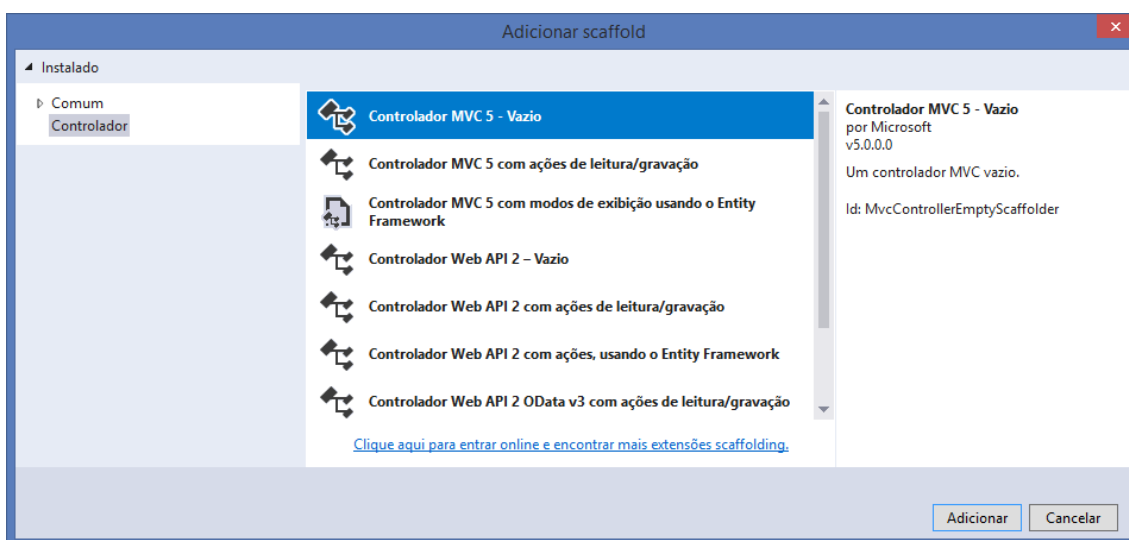 Adicionar scaffold
Instalado
Comum
Controlador
Controlador MVC 5 - Vazio
Controlador MVC 5 com ações de leitura/gravação
Controlador MVC 5 com modos de exibição usando o Entity
Framework
Controlador Web API 2 – Vazio
Controlador Web API 2 com ações de leitura/gravação
Controlador Web API 2 com ações, usando o Entity Framework
Controlador Web API 2 OData v3 com ações de leitura/gravação
Clique aqui para entrar online e encontrar mais extensões scaffolding.
Controlador MVC 5 - Vazio
por Microsoft
v5.0.0.0
Um controlador MVC vazio.
Id: MvcControllerEmptyScaffolder
Adicionar
Cancelar